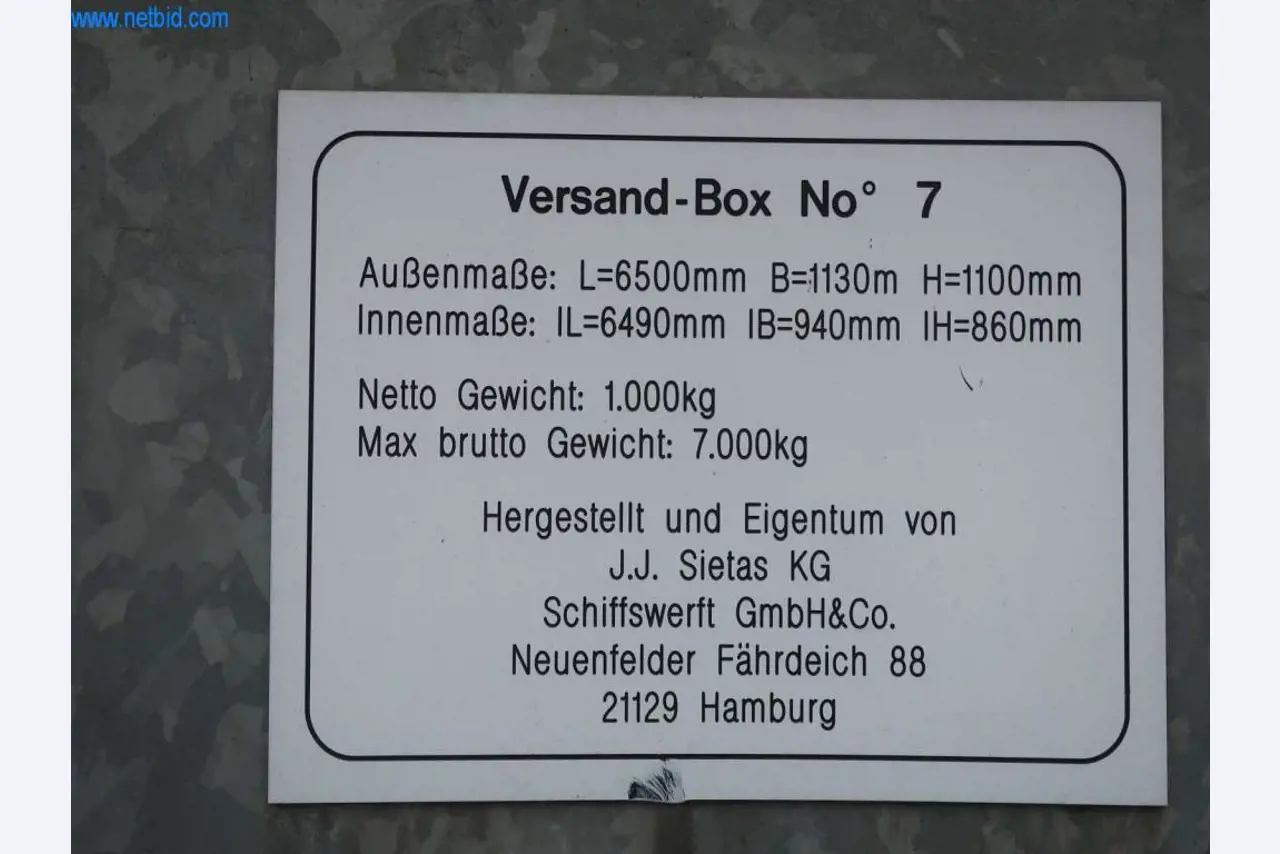 www.netbid.com
Versand-Box No° 7
Außenmaße: L=6500mm B=1130m H=1100mm
Innenmaße: IL=6490mm IB=940mm IH=860mm
Netto Gewicht: 1.000kg
Max brutto Gewicht: 7.000kg
Hergestellt und Eigentum von
J.J. Sietas KG
Schiffswerft GmbH&Co.
Neuenfelder Fährdeich 88
21129 Hamburg